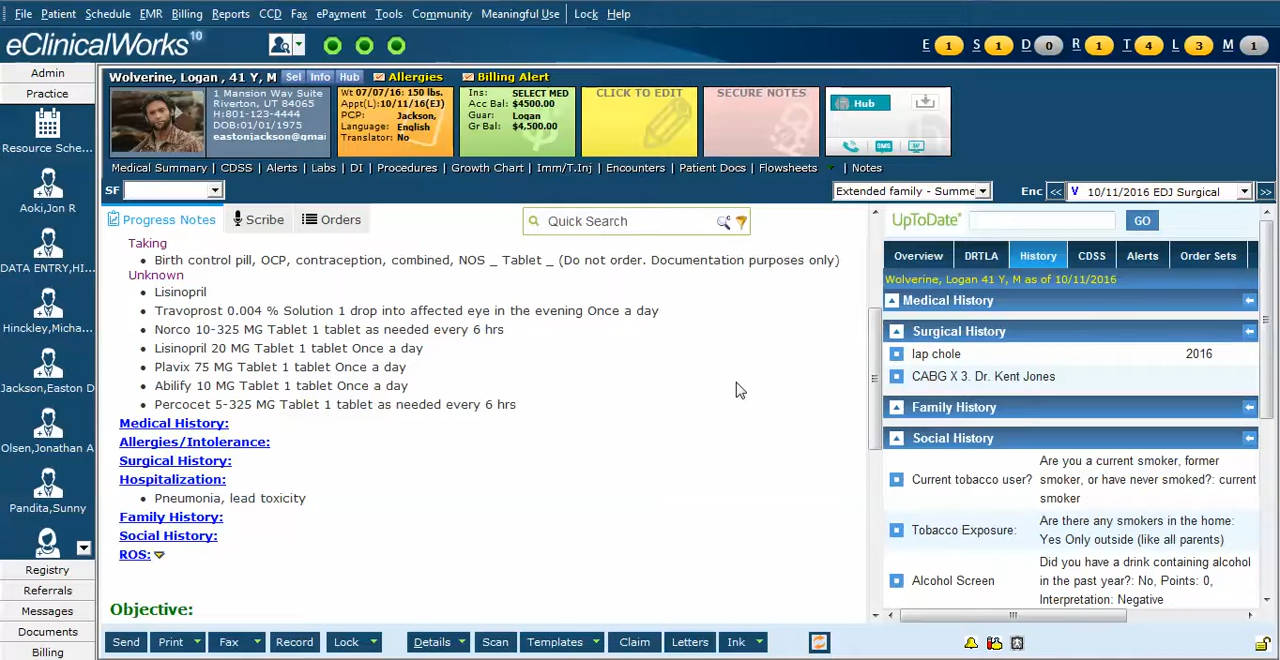 File Patient Schedule EMR Billing Reports CCD Fax ePayment Tools Community Meaningful Use Lock Help
eClinicalWorks 10
E 1 S 1 D 0 R 1 T 4 L 3 M 1
Admin
Practice
Resource Sche...
Aoki,Jon R
DATA ENTRY,HI...
Hinckley,Micha...
Jackson,Easton D
Olsen,Jonathan A
Pandita,Sunny
Registry
Referrals
Messages
Documents
Billing
Wolverine, Logan , 41 Y, M Sel Info Hub Allergies Billing Alert
1 Mansion Way Suite
Riverton, UT 84065
H:801-123-4444
DOB:01/01/1975
eastonjackson@gmai
Wt 07/07/16: 150 lbs.
Appt(L):10/11/16(EJ)
PCP: Jackson,
Language: English
Translator: No
Ins: SELECT MED
Acc Bal: $4500.00
Guar: Logan
Gr Bal: $4,500.00
CLICK TO EDIT
SECURE NOTES
Hub
SMS
Medical Summary | CDSS | Alerts | Labs | DI | Procedures | Growth Chart | Imm/T.Inj | Encounters | Patient Docs | Flowsheets | Notes
SF
Extended family - Summe
Enc << V 10/11/2016 EDJ Surgical >>
Progress Notes Scribe Orders
Quick Search
Taking
• Birth control pill, OCP, contraception, combined, NOS _ Tablet _ (Do not order. Documentation purposes only)
Unknown
• Lisinopril
• Travoprost 0.004 % Solution 1 drop into affected eye in the evening Once a day
• Norco 10-325 MG Tablet 1 tablet as needed every 6 hrs
• Lisinopril 20 MG Tablet 1 tablet Once a day
• Plavix 75 MG Tablet 1 tablet Once a day
• Abilify 10 MG Tablet 1 tablet Once a day
• Percocet 5-325 MG Tablet 1 tablet as needed every 6 hrs
Medical History:
Allergies/Intolerance:
Surgical History:
Hospitalization:
• Pneumonia, lead toxicity
Family History:
Social History:
ROS:
Objective:
UpToDate® GO
Overview DRTLA History CDSS Alerts Order Sets
Wolverine, Logan 41 Y, M as of 10/11/2016
Medical History
Surgical History
lap chole 2016
CABG X 3. Dr. Kent Jones
Family History
Social History
Current tobacco user? Are you a current smoker, former
smoker, or have never smoked?: current
smoker
Tobacco Exposure: Are there any smokers in the home:
Yes Only outside (like all parents)
Alcohol Screen Did you have a drink containing alcohol
in the past year?: No, Points: 0,
Interpretation: Negative
Send Print Fax Record Lock Details Scan Templates Claim Letters Ink